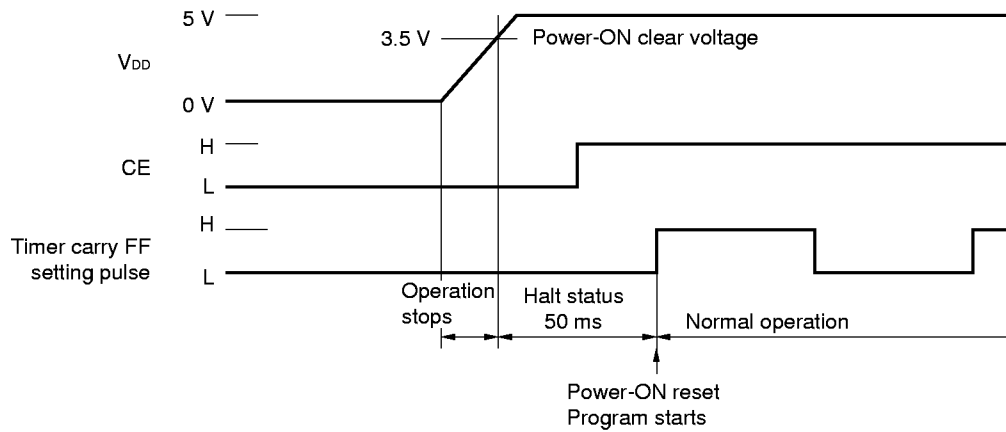 5 V
3.5 V
Power-ON clear voltage
VDD
0 V
H
CE
L
H
Timer carry FF
setting pulse
L
Operation
stops
Halt status
50 ms
Normal operation
Power-ON reset
Program starts